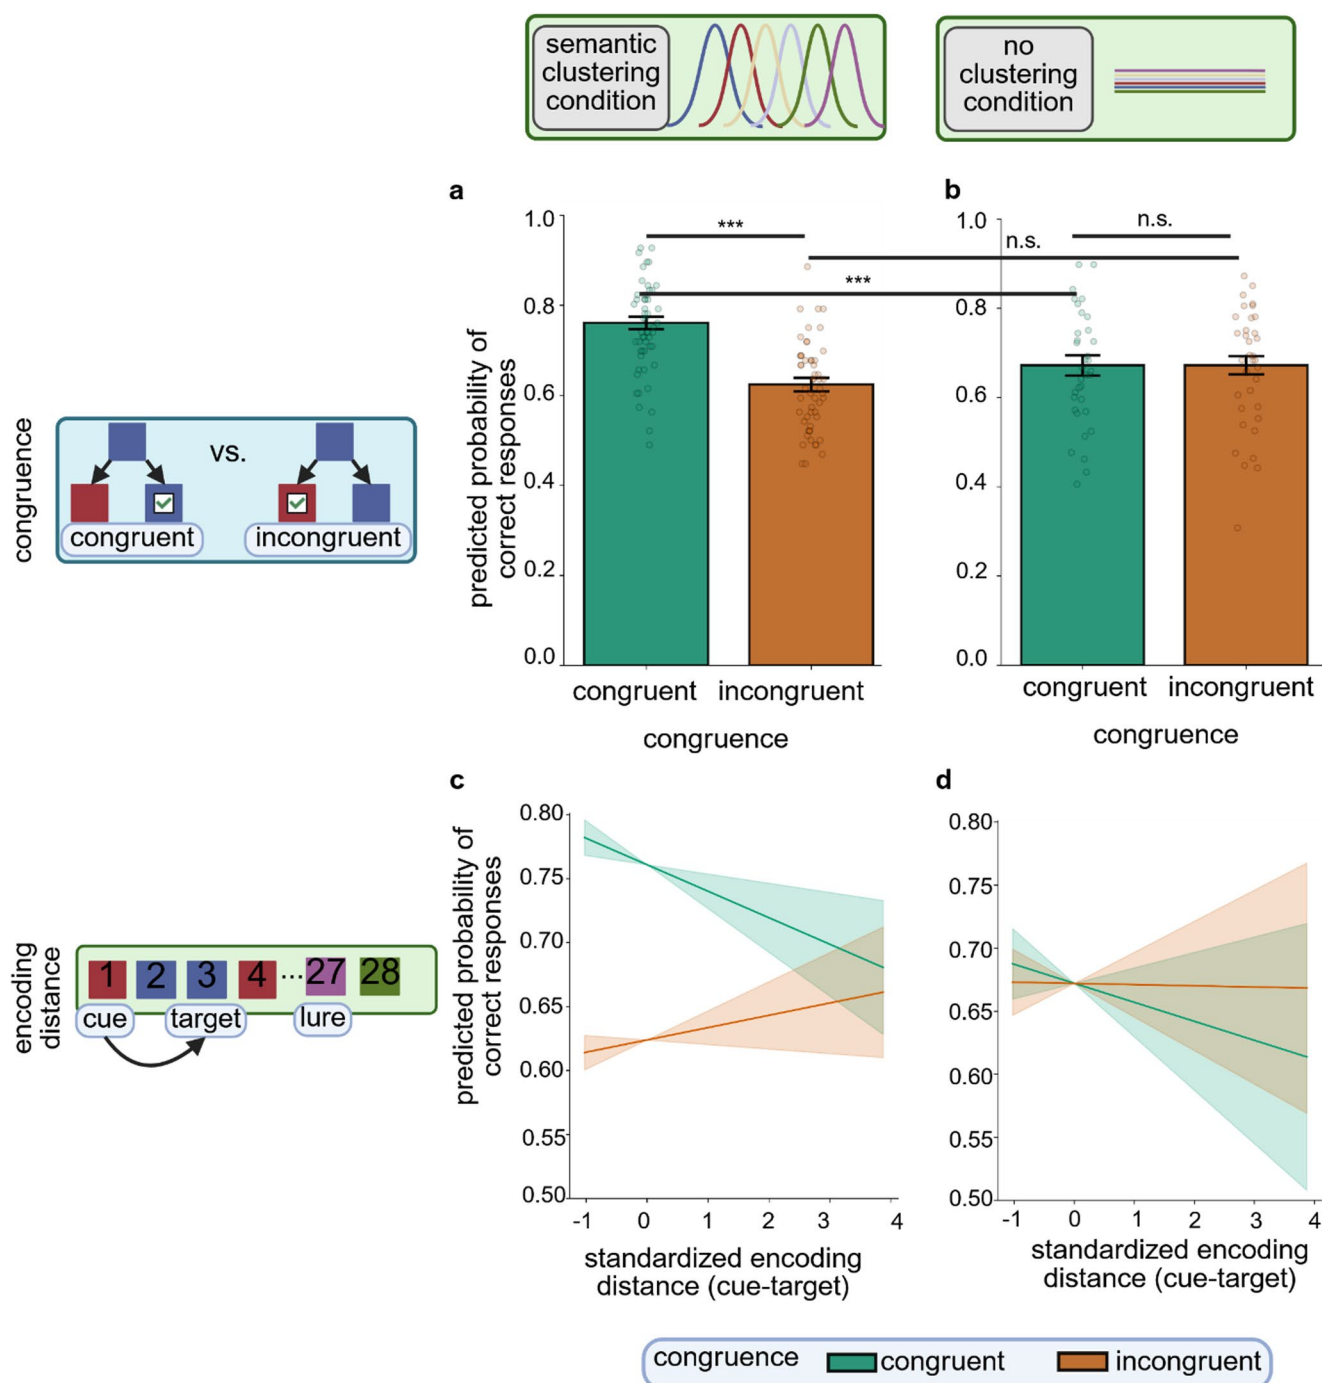 semantic
clustering
condition
no
clustering
condition
a
b
1.0
0.8
0.6
0.4
0.2
0.0
predicted probability of
correct responses
***
n.s.
***
n.s.
1.0
0.8
0.6
0.4
0.2
0.0
congruence
vs.
congruent
incongruent
congruent
incongruent
congruence
congruent
incongruent
congruence
c
d
0.80
0.75
0.70
0.65
0.60
0.55
0.50
predicted probability of
correct responses
-1 0 1 2 3 4
standardized encoding
distance (cue-target)
0.80
0.75
0.70
0.65
0.60
0.55
0.50
-1 0 1 2 3 4
standardized encoding
distance (cue-target)
encoding
distance
1 2 3 4 ... 27 28
cue target lure
congruence congruent incongruent